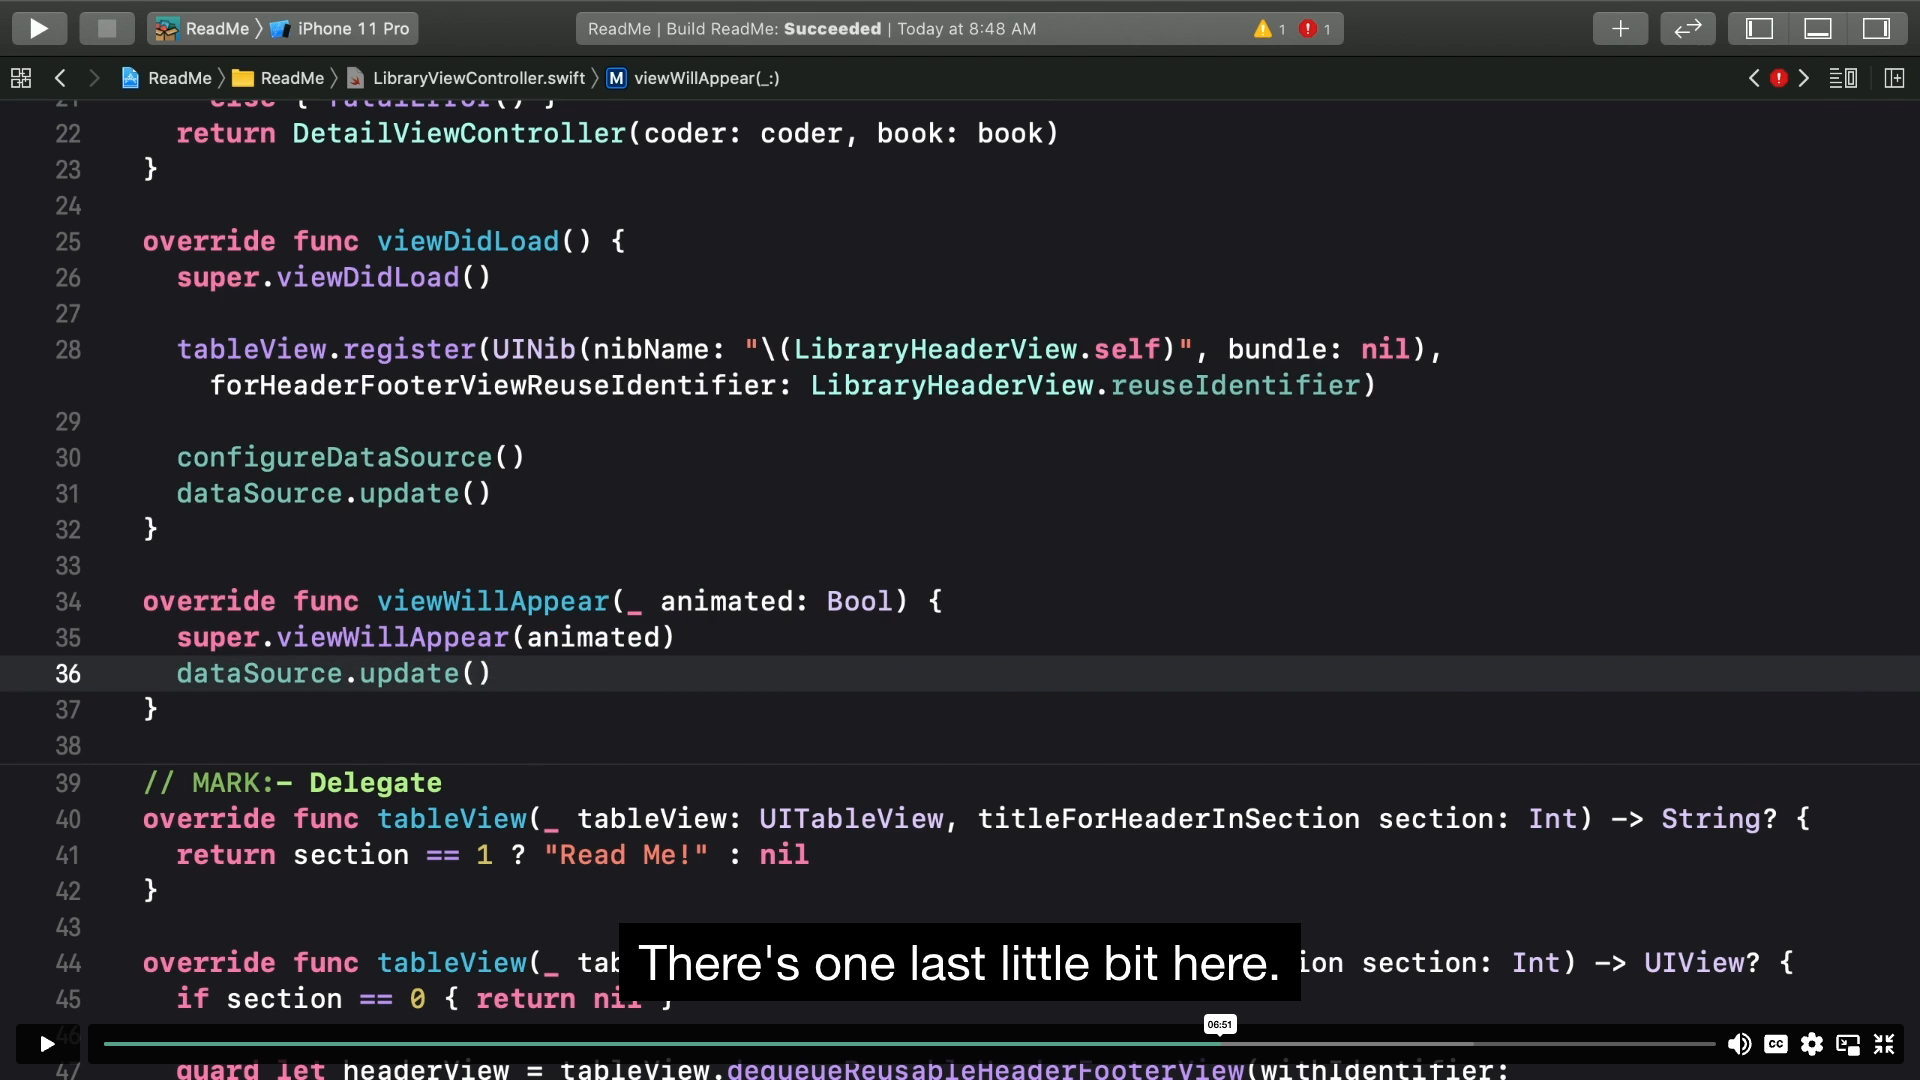 ReadMe 〉 iPhone 11 Pro
ReadMe | Build ReadMe: Succeeded | Today at 8:48 AM
1
1
ReadMe 〉 ReadMe 〉 LibraryViewController.swift 〉 M viewWillAppear(_:)
21 else { fatalError() }
22 return DetailViewController(coder: coder, book: book)
23 }
24
25 override func viewDidLoad() {
26 super.viewDidLoad()
27
28 tableView.register(UINib(nibName: "\(LibraryHeaderView.self)", bundle: nil),
forHeaderFooterViewReuseIdentifier: LibraryHeaderView.reuseIdentifier)
29
30 configureDataSource()
31 dataSource.update()
32 }
33
34 override func viewWillAppear(_ animated: Bool) {
35 super.viewWillAppear(animated)
36 dataSource.update()
37 }
38
39 // MARK:- Delegate
40 override func tableView(_ tableView: UITableView, titleForHeaderInSection section: Int) -> String? {
41 return section == 1 ? "Read Me!" : nil
42 }
43
44 override func tableView(_ tab ion section: Int) -> UIView? {
There's one last little bit here.
45 if section == 0 { return nil }
46
06:51
CC
47 guard let headerView = tableView.dequeueReusableHeaderFooterView(withIdentifier: